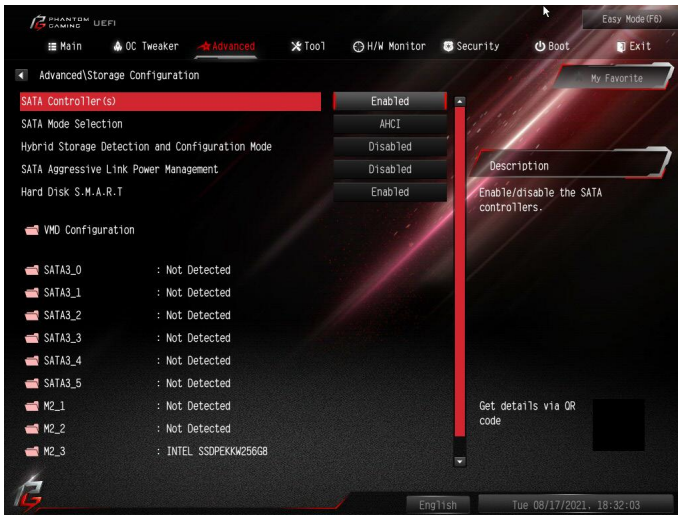 PHANTOM GAMING UEFI
Easy Mode(F6)
Main OC Tweaker Advanced Tool H/W Monitor Security Boot Exit
Advanced\Storage Configuration
My Favorite
SATA Controller(s) Enabled
SATA Mode Selection AHCI
Hybrid Storage Detection and Configuration Mode Disabled
SATA Aggressive Link Power Management Disabled
Hard Disk S.M.A.R.T Enabled
VMD Configuration
SATA3_0 : Not Detected
SATA3_1 : Not Detected
SATA3_2 : Not Detected
SATA3_3 : Not Detected
SATA3_4 : Not Detected
SATA3_5 : Not Detected
M2_1 : Not Detected
M2_2 : Not Detected
M2_3 : INTEL SSDPEKKW256G8
Description
Enable/disable the SATA
controllers.
Get details via QR
code
English
Tue 08/17/2021, 18:32:03